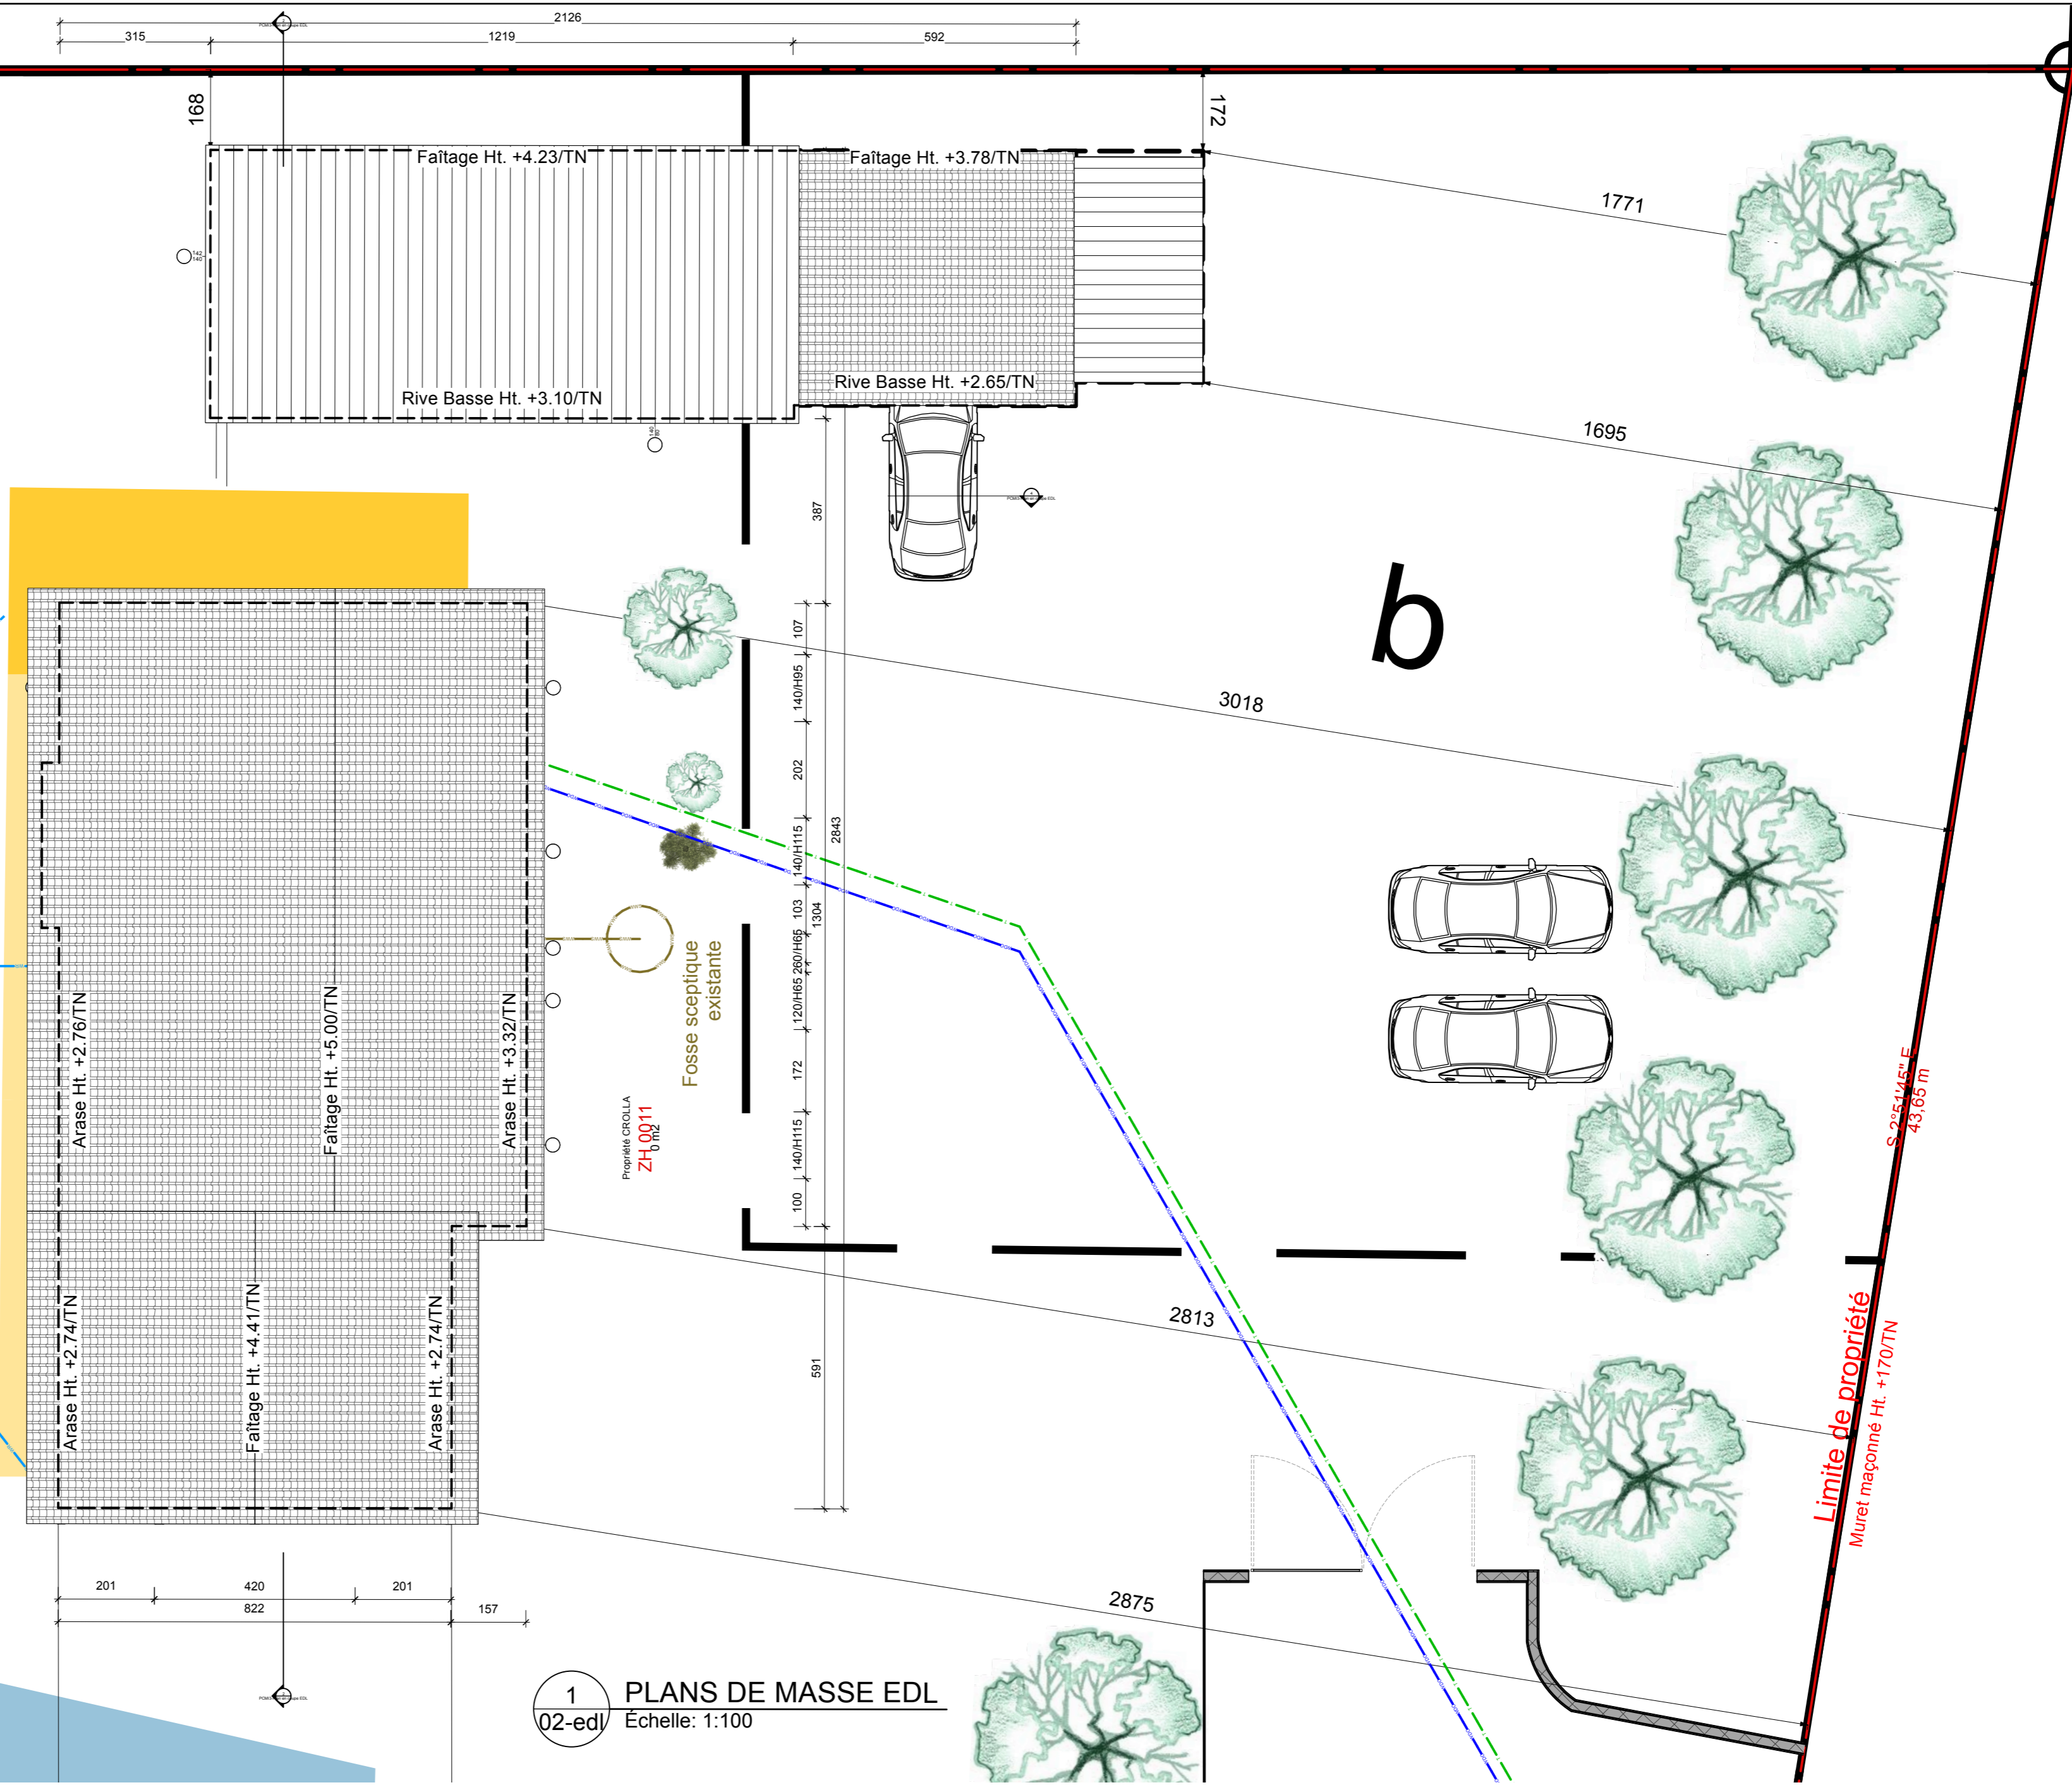 2126
315
1219
592
168
172
Faîtage Ht. +4.23/TN
Faîtage Ht. +3.78/TN
1771
142
140
Rive Basse Ht. +2.65/TN
Rive Basse Ht. +3.10/TN
140
80
1695
387
b
107
140/H95
3018
202
2843
140/H115
103
1304
260/H65
120/H65
Fosse sceptique
existante
172
Arase Ht. +2.76/TN
Faîtage Ht. +5.00/TN
Arase Ht. +3.32/TN
Propriété CROLLA
ZH 0011
0 m2
140/H115
100
S 2°51'45" E
43,65 m
2813
Arase Ht. +2.74/TN
Faîtage Ht. +4.41/TN
Arase Ht. +2.74/TN
591
Limite de propriété
Muret maçonné Ht. +170/TN
201
420
201
822
157
2875
1
02-edl
PLANS DE MASSE EDL
Échelle: 1:100